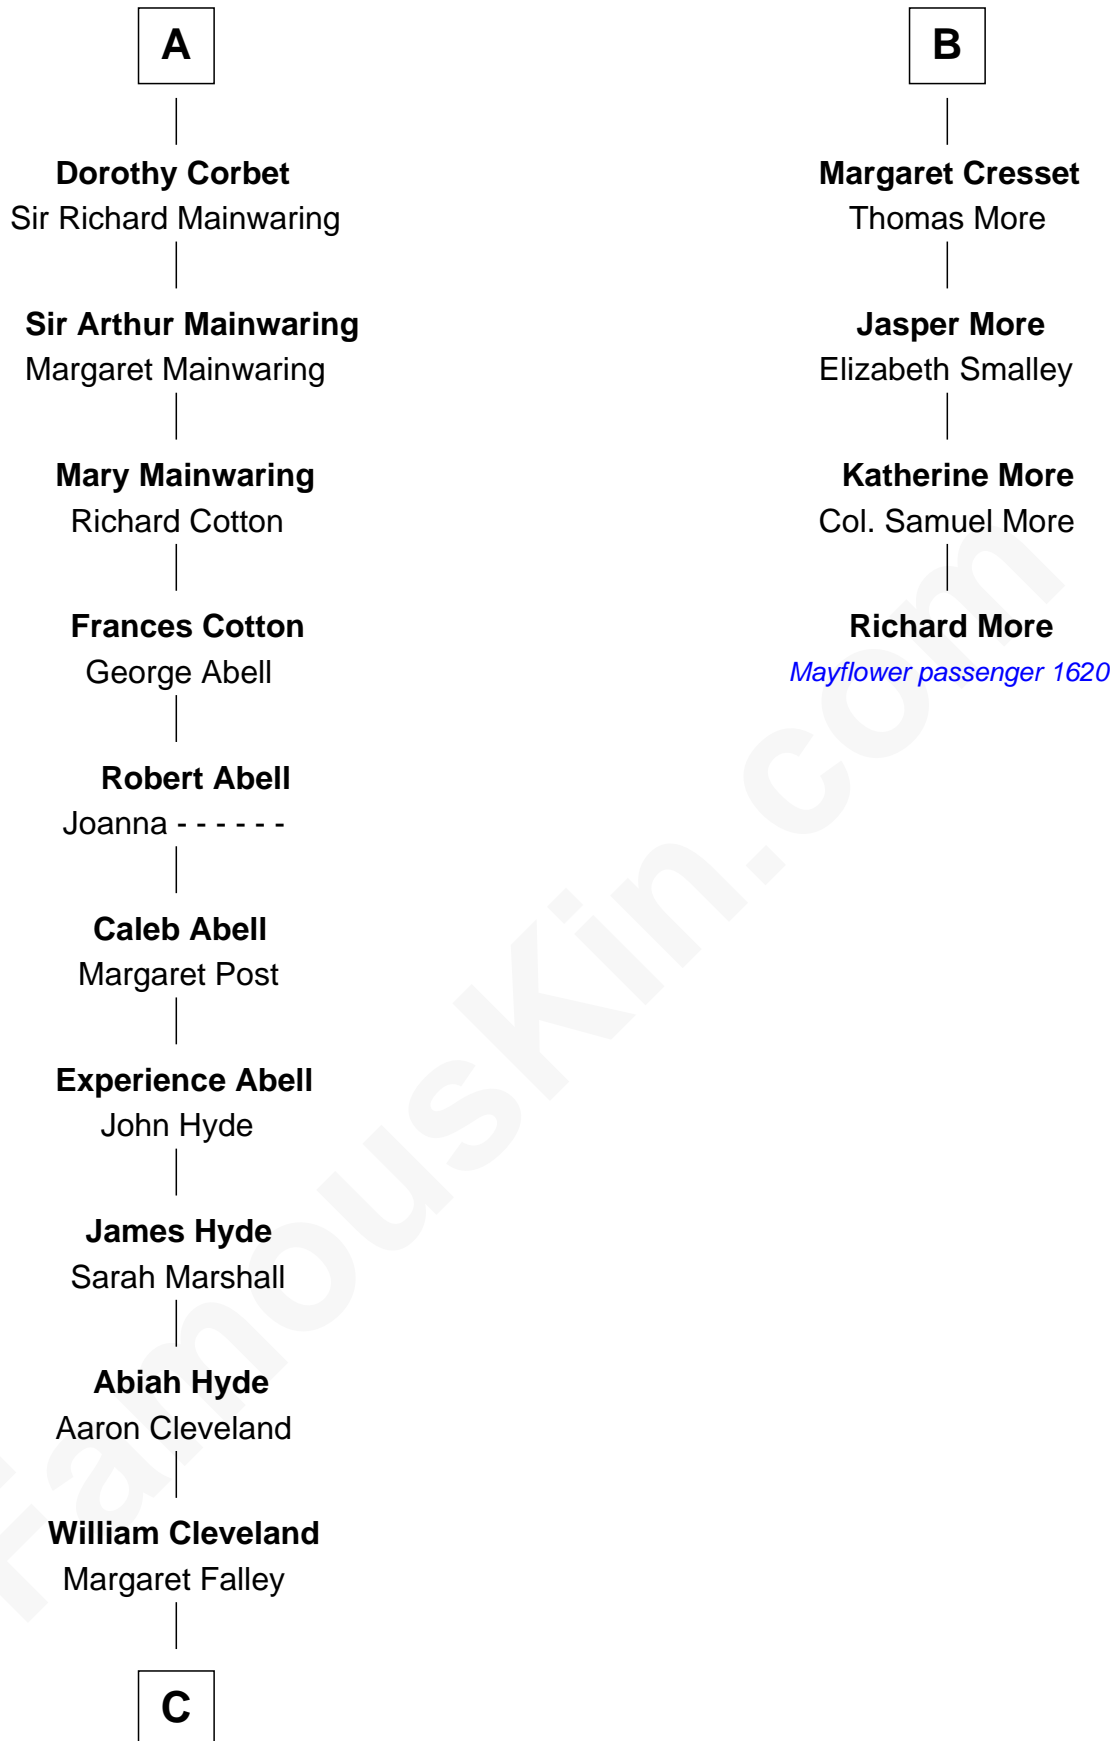 A
Dorothy Corbet
Sir Richard Mainwaring
Sir Arthur Mainwaring
Margaret Mainwaring
Mary Mainwaring
Richard Cotton
Frances Cotton
George Abell
Robert Abell
Joanna - - - - - -
Caleb Abell
Margaret Post
Experience Abell
John Hyde
James Hyde
Sarah Marshall
Abiah Hyde
Aaron Cleveland
William Cleveland
Margaret Falley
C
B
Margaret Cresset
Thomas More
Jasper More
Elizabeth Smalley
Katherine More
Col. Samuel More
Richard More
Mayflower passenger 1620
FamousKin.com